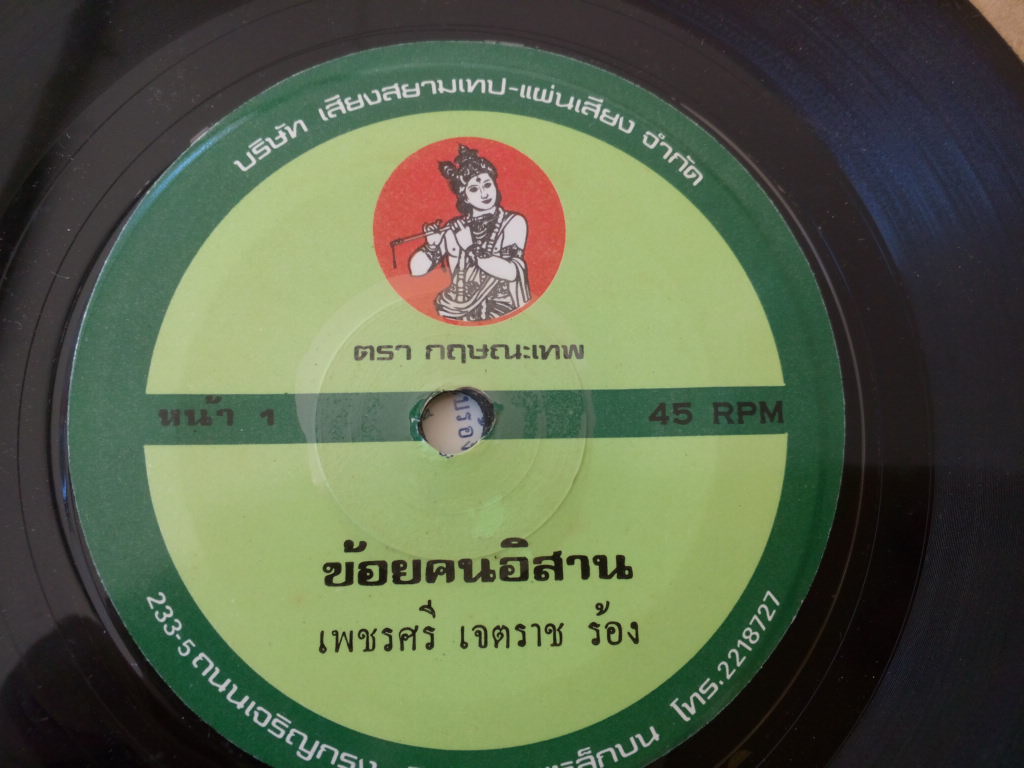 บริษัท เสียงสยามเทป-แผ่นเสียง จำกัด
ตรา กฤษณะเทพ
หน้า 1
45 RPM
ข้อยคนอิสาน
เพชรศรี เจตราช ร้อง
233-5 ถนนเจริญกรุง
โทร.2218727